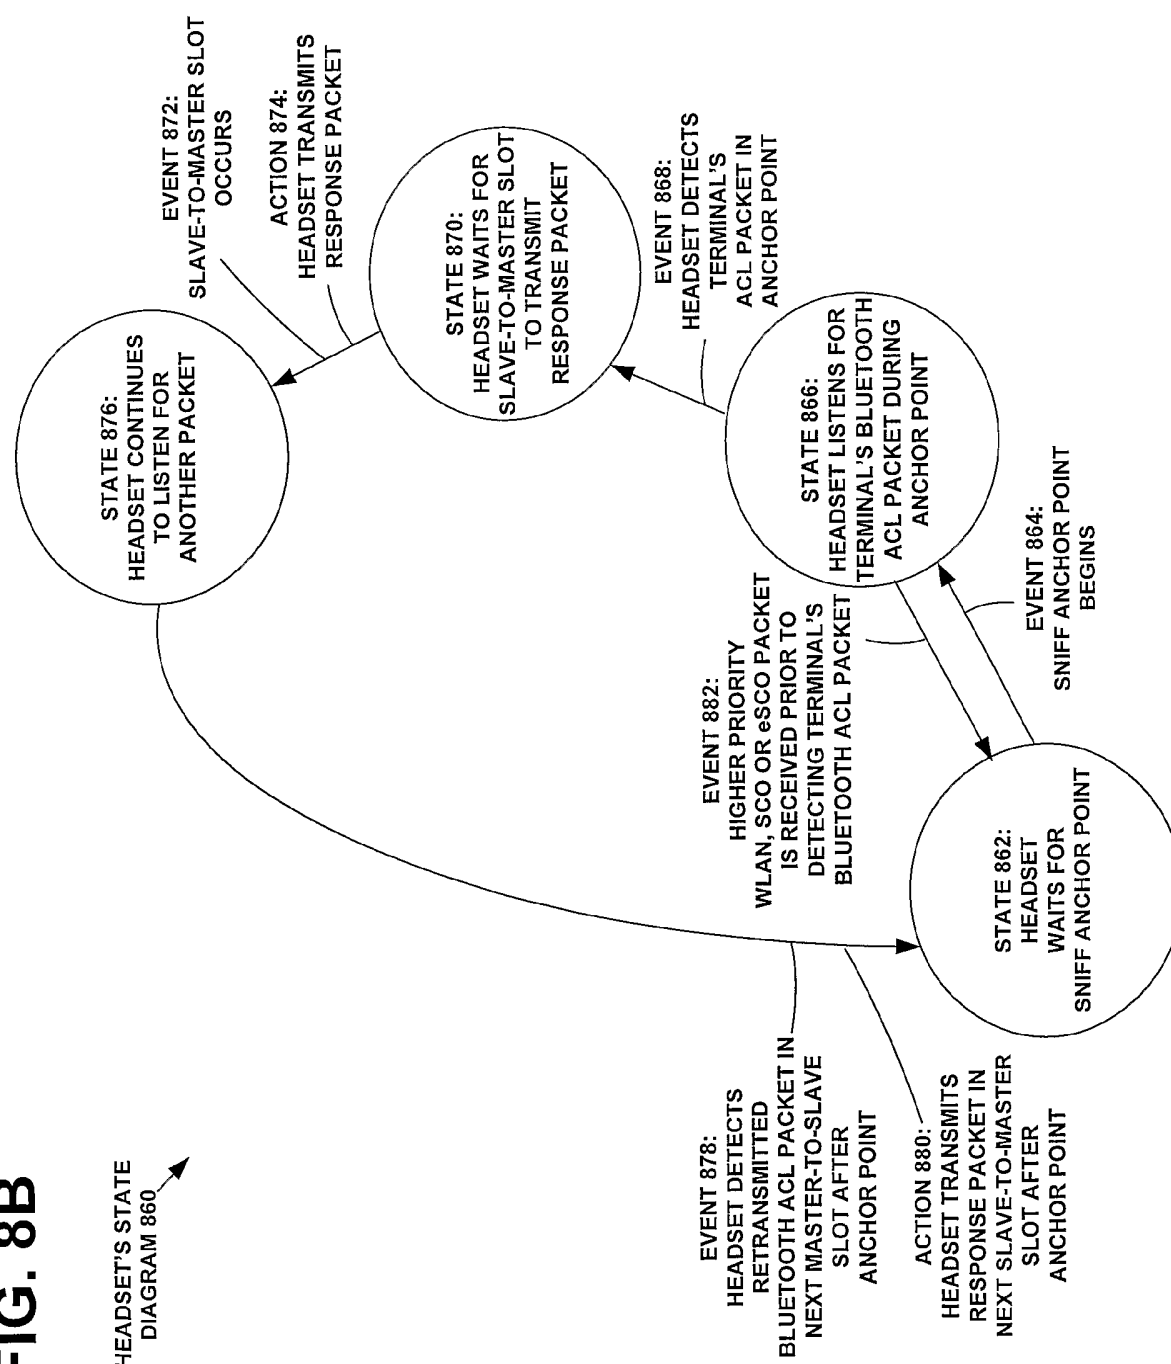 FIG. 8B
HEADSET'S STATE
DIAGRAM 860
STATE 876:
HEADSET CONTINUES
TO LISTEN FOR
ANOTHER PACKET
EVENT 872:
SLAVE-TO-MASTER SLOT
OCCURS
ACTION 874:
HEADSET TRANSMITS
RESPONSE PACKET
STATE 870:
HEADSET WAITS FOR
SLAVE-TO-MASTER SLOT
TO TRANSMIT
RESPONSE PACKET
EVENT 868:
HEADSET DETECTS
TERMINAL'S
ACL PACKET IN
ANCHOR POINT
STATE 866:
HEADSET LISTENS FOR
TERMINAL'S BLUETOOTH
ACL PACKET DURING
ANCHOR POINT
EVENT 864:
SNIFF ANCHOR POINT
BEGINS
EVENT 882:
HIGHER PRIORITY
WLAN, SCO OR eSCO PACKET
IS RECEIVED PRIOR TO
DETECTING TERMINAL'S
BLUETOOTH ACL PACKET
STATE 862:
HEADSET
WAITS FOR
SNIFF ANCHOR POINT
EVENT 878:
HEADSET DETECTS
RETRANSMITTED
BLUETOOTH ACL PACKET IN
NEXT MASTER-TO-SLAVE
SLOT AFTER
ANCHOR POINT
ACTION 880:
HEADSET TRANSMITS
RESPONSE PACKET IN
NEXT SLAVE-TO-MASTER
SLOT AFTER
ANCHOR POINT